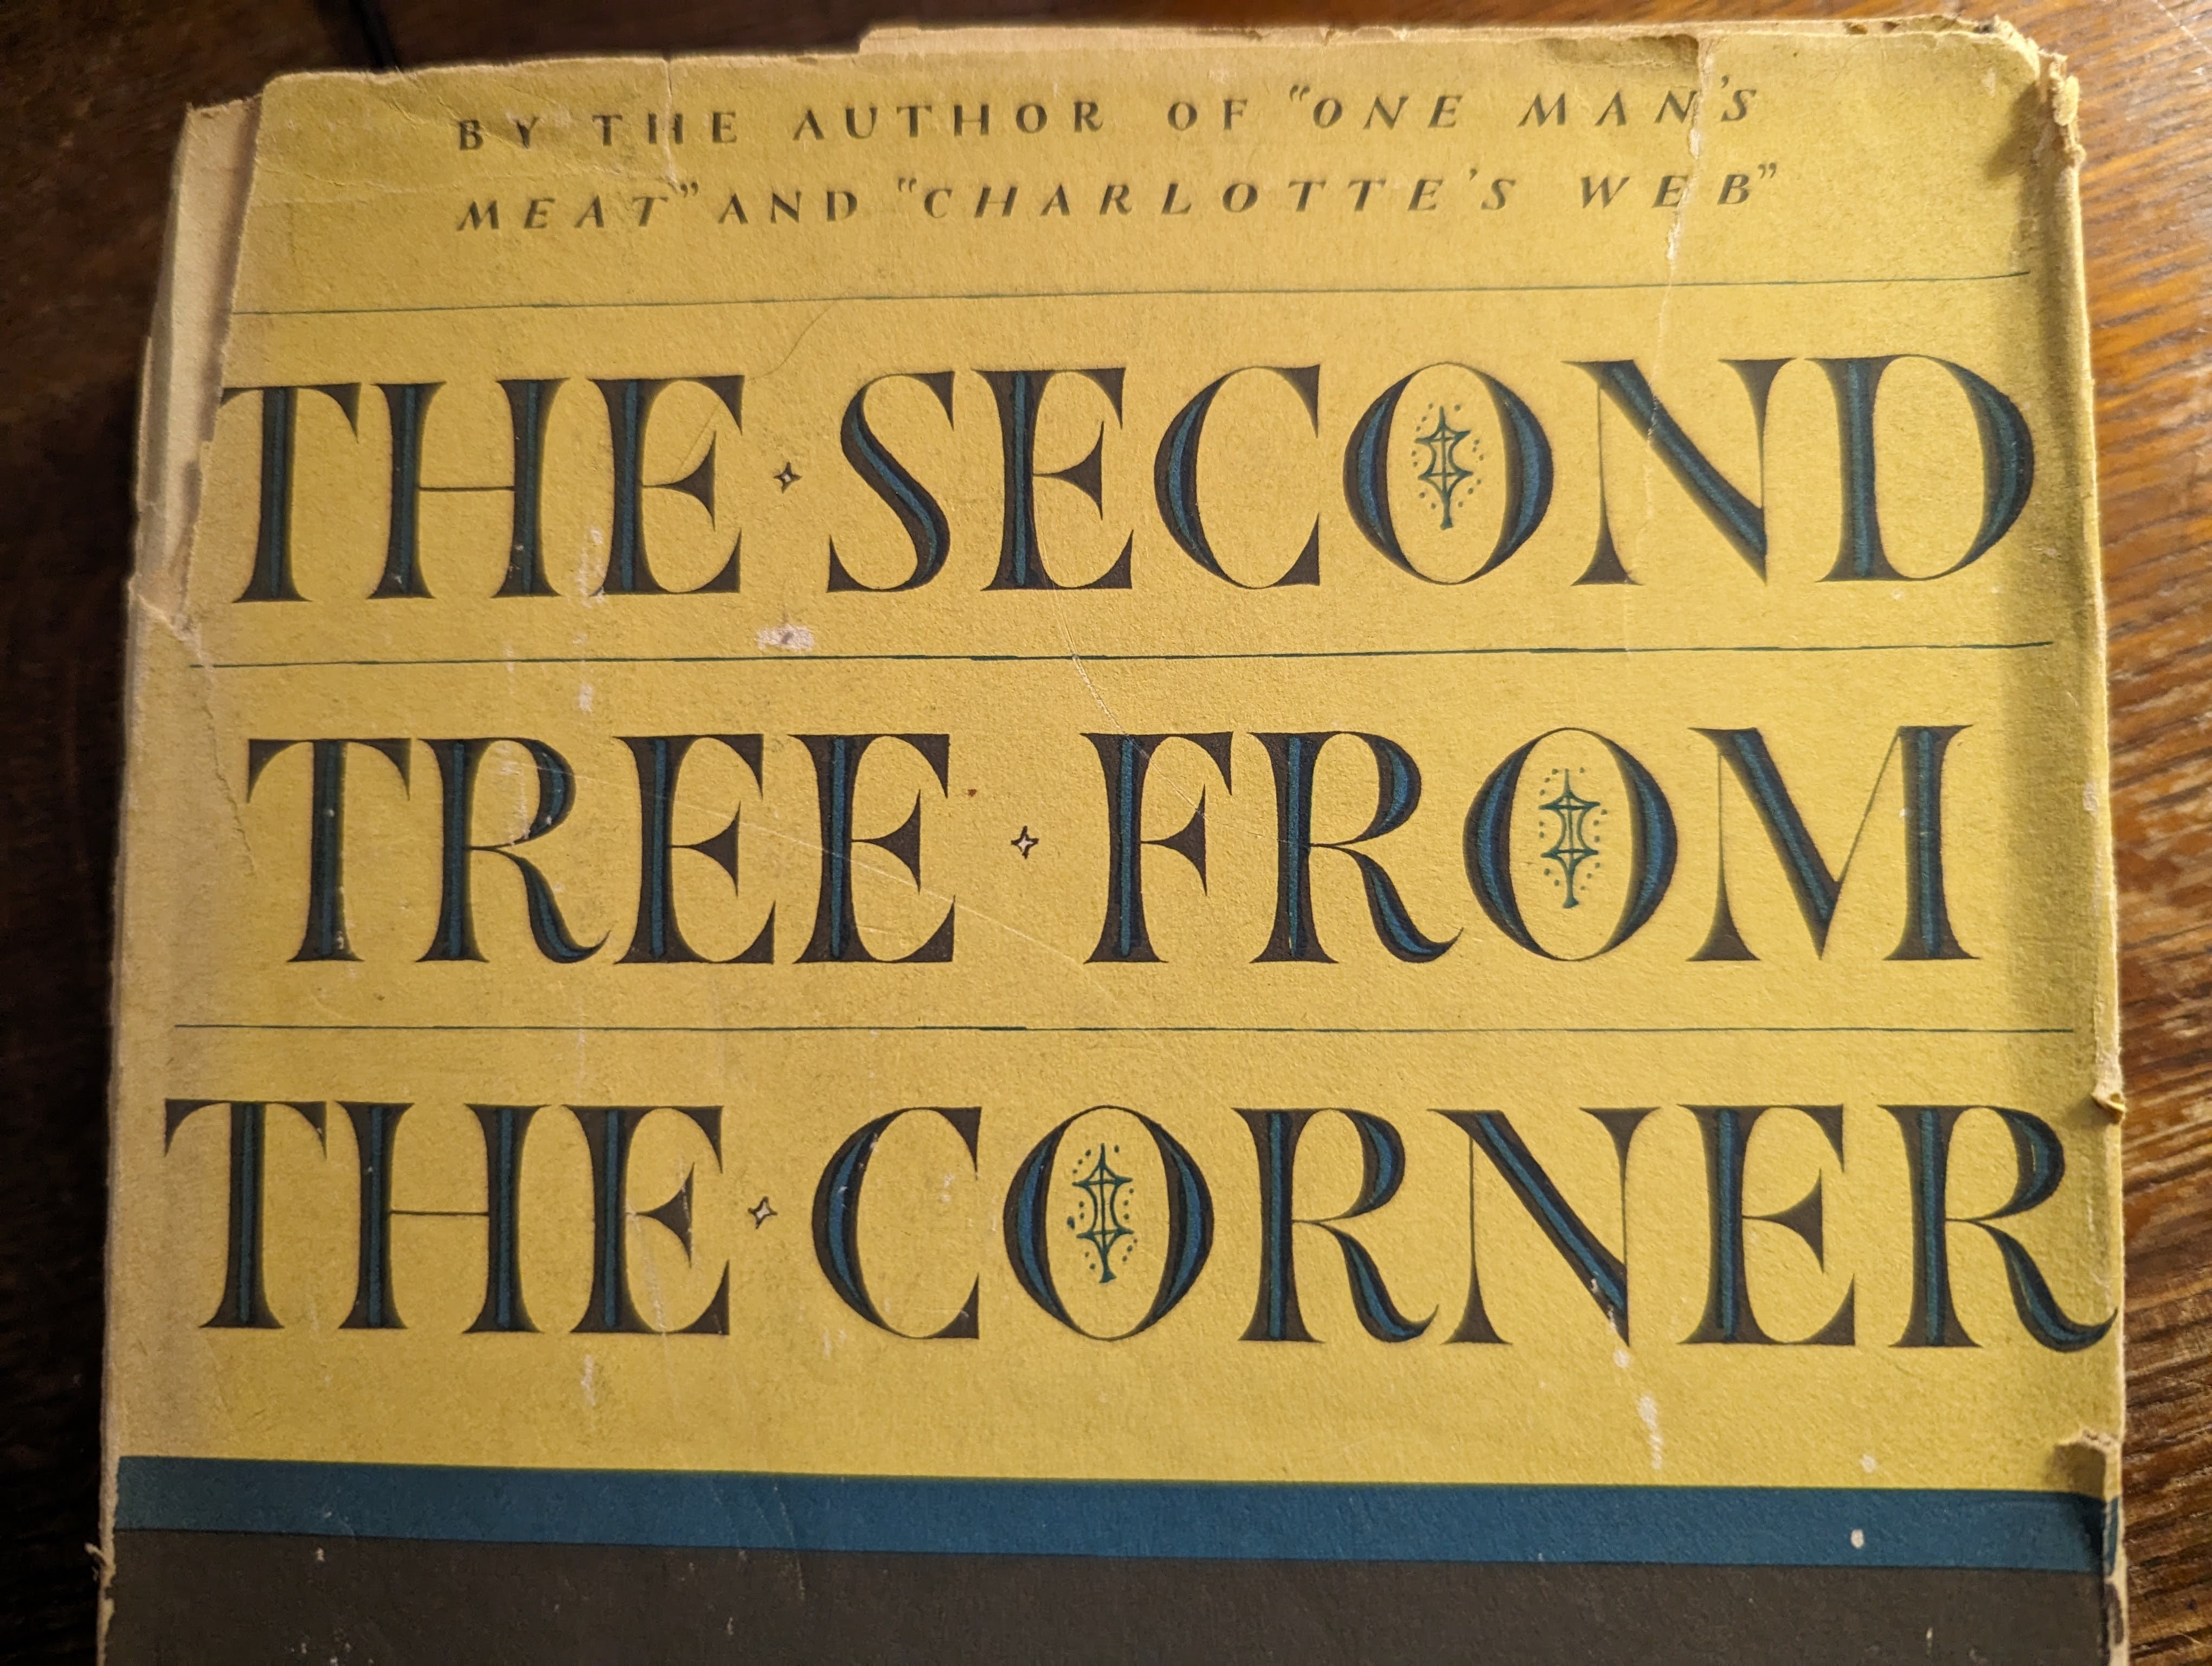 BY THE AUTHOR OF "ONE MAN'S
MEAT" AND "CHARLOTTE'S WEB"
THE · SECOND
TREE · FROM
THE · CORNER